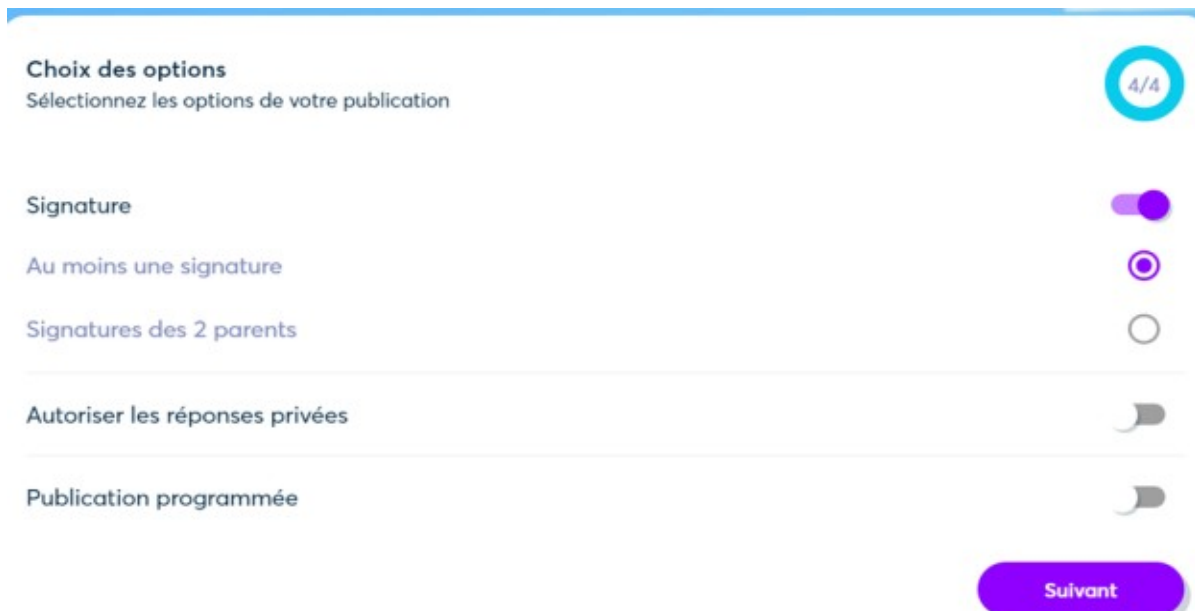 Choix des options
Sélectionnez les options de votre publication
4/4
Signature
Au moins une signature
Signatures des 2 parents
Autoriser les réponses privées
Publication programmée
Suivant